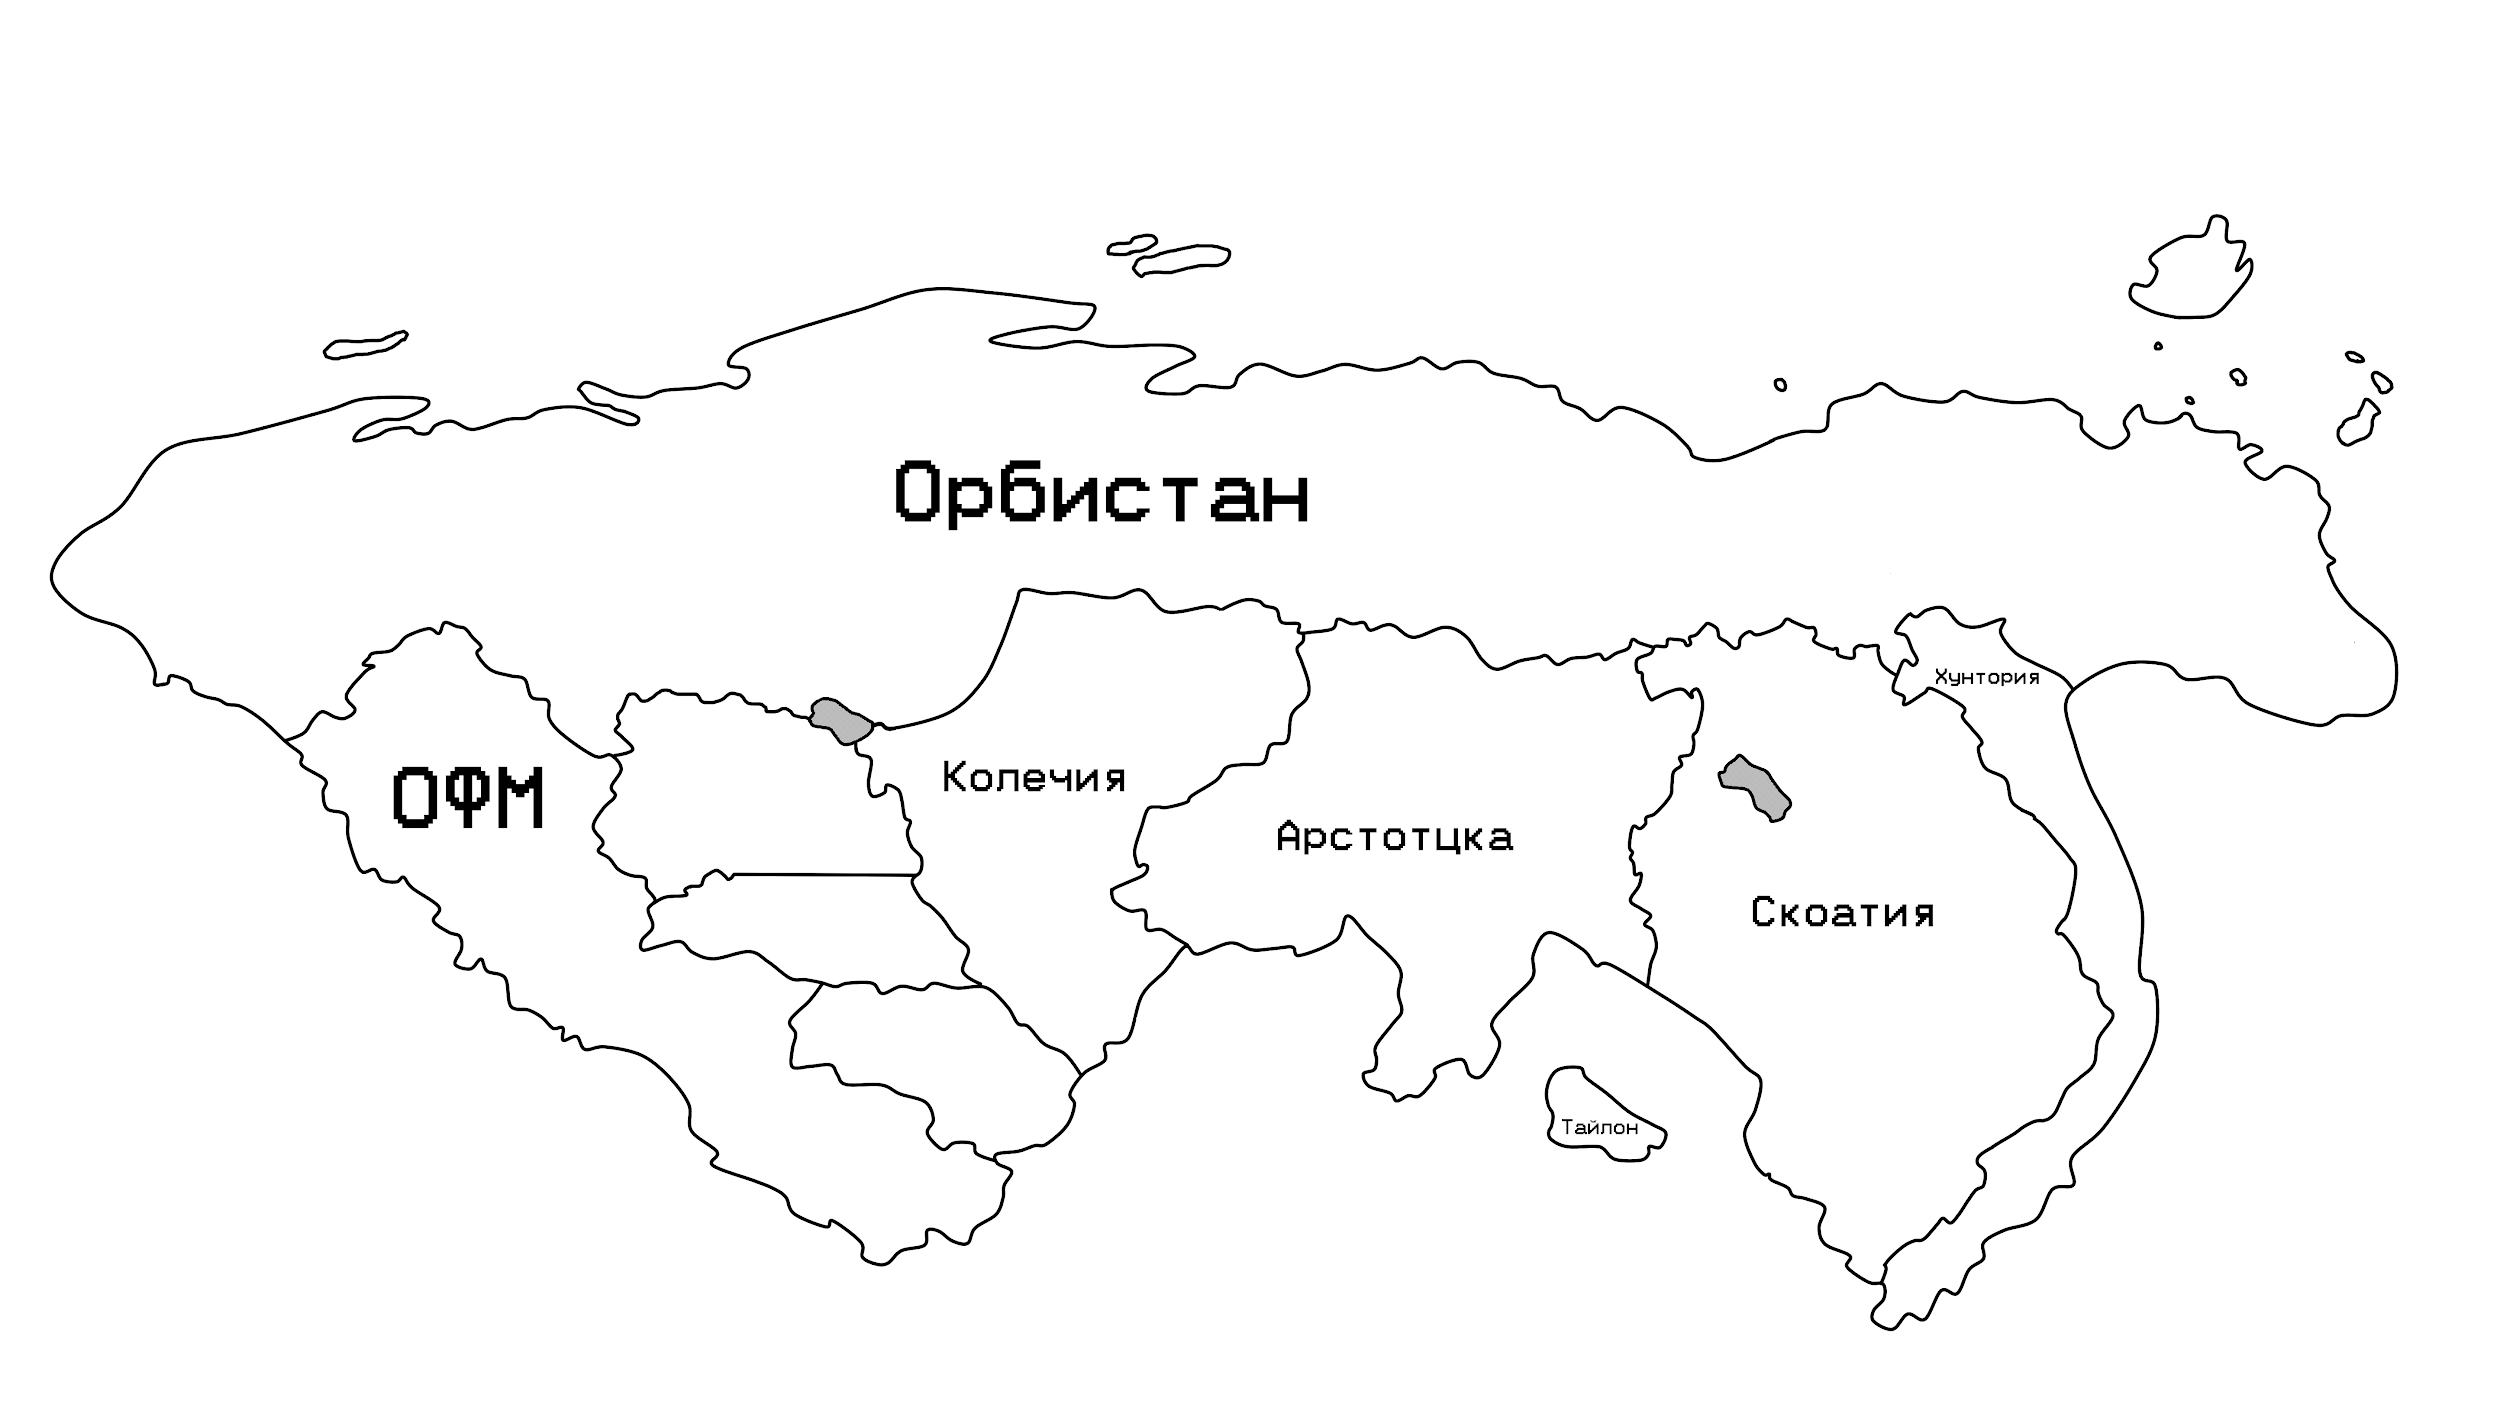 Орбистан
Хунтория
ОФМ
Колечия
Арстотцка
Скоатия
Тайлон